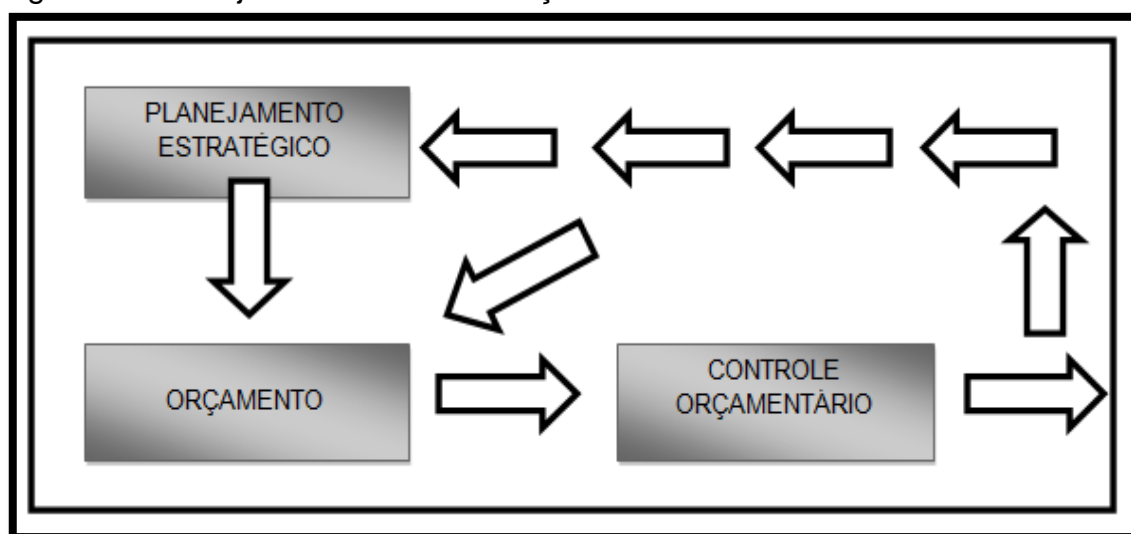 PLANEJAMENTO
ESTRATÉGICO
ORÇAMENTO
CONTROLE
ORÇAMENTÁRIO